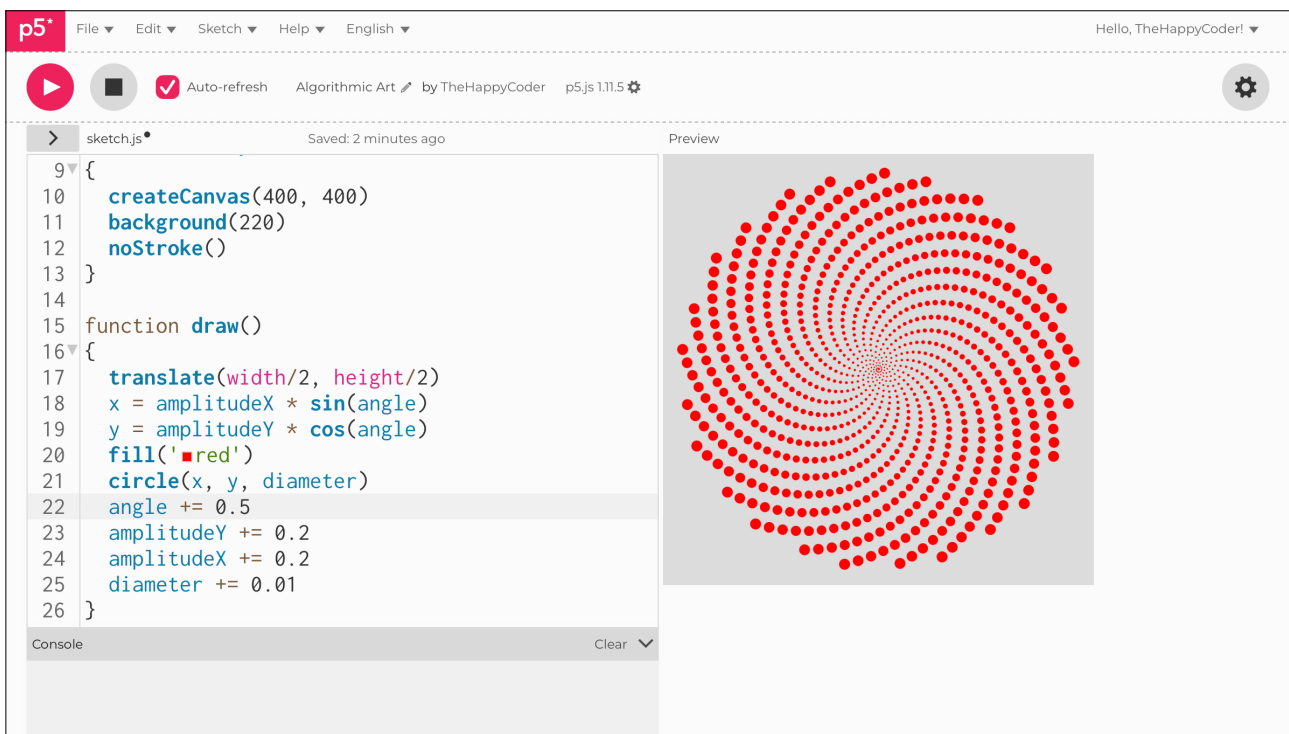 p5* File Edit Sketch Help English Hello, TheHappyCoder!
Auto-refresh Algorithmic Art by TheHappyCoder p5.js 1.11.5
sketch.js Saved: 2 minutes ago Preview
9 {
10 createCanvas(400, 400)
11 background(220)
12 noStroke()
13 }
14
15 function draw()
16 {
17 translate(width/2, height/2)
18 x = amplitudeX * sin(angle)
19 y = amplitudeY * cos(angle)
20 fill('red')
21 circle(x, y, diameter)
22 angle += 0.5
23 amplitudeY += 0.2
24 amplitudeX += 0.2
25 diameter += 0.01
26 }
Console Clear